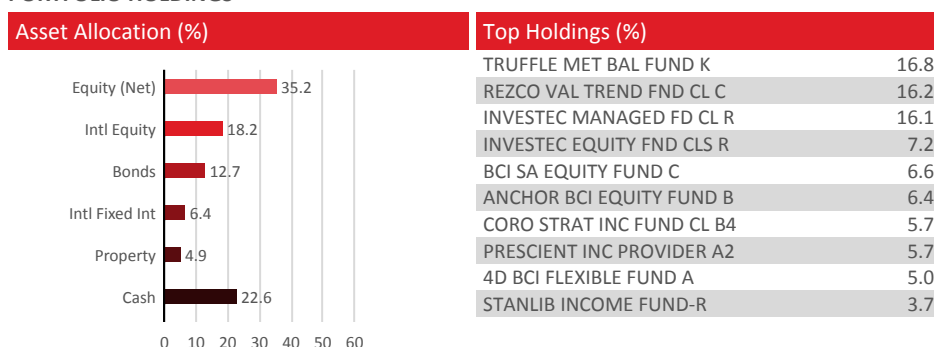 Asset Allocation (%)
Equity (Net) 35.2
Intl Equity 18.2
Bonds 12.7
Intl Fixed Int 6.4
Property 4.9
Cash 22.6
0 10 20 30 40 50 60
Top Holdings (%)
TRUFFLE MET BAL FUND K 16.8
REZCO VAL TREND FND CL C 16.2
INVESTEC MANAGED FD CL R 16.1
INVESTEC EQUITY FND CLS R 7.2
BCI SA EQUITY FUND C 6.6
ANCHOR BCI EQUITY FUND B 6.4
CORO STRAT INC FUND CL B4 5.7
PRESCIENT INC PROVIDER A2 5.7
4D BCI FLEXIBLE FUND A 5.0
STANLIB INCOME FUND-R 3.7